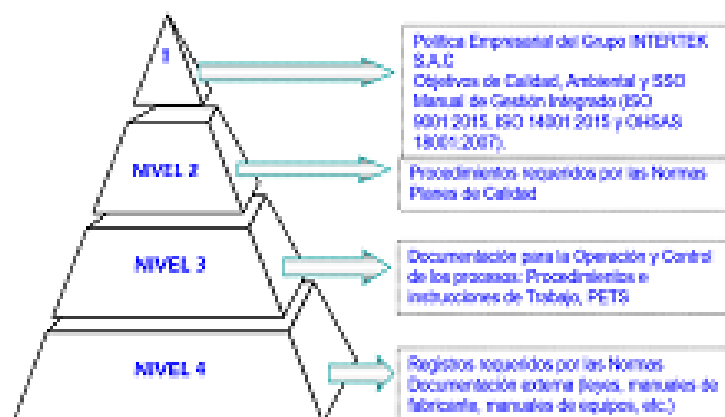 1
Política Empresarial del Grupo INTERTEK
S.A.C
Objetivos de Calidad, Ambiental y SSO
Manual de Gestión Integrado (ISO
9001:2015, ISO 14001:2015 y OHSAS
18001:2007).
NIVEL 2
Procedimientos requeridos por las Normas
Planes de Calidad
NIVEL 3
Documentación para la Operación y Control
de los procesos: Procedimientos e
instrucciones de Trabajo, PETS
NIVEL 4
Registros requeridos por las Normas
Documentación externa (leyes, manuales de
fabricante, manuales de equipos, etc.)